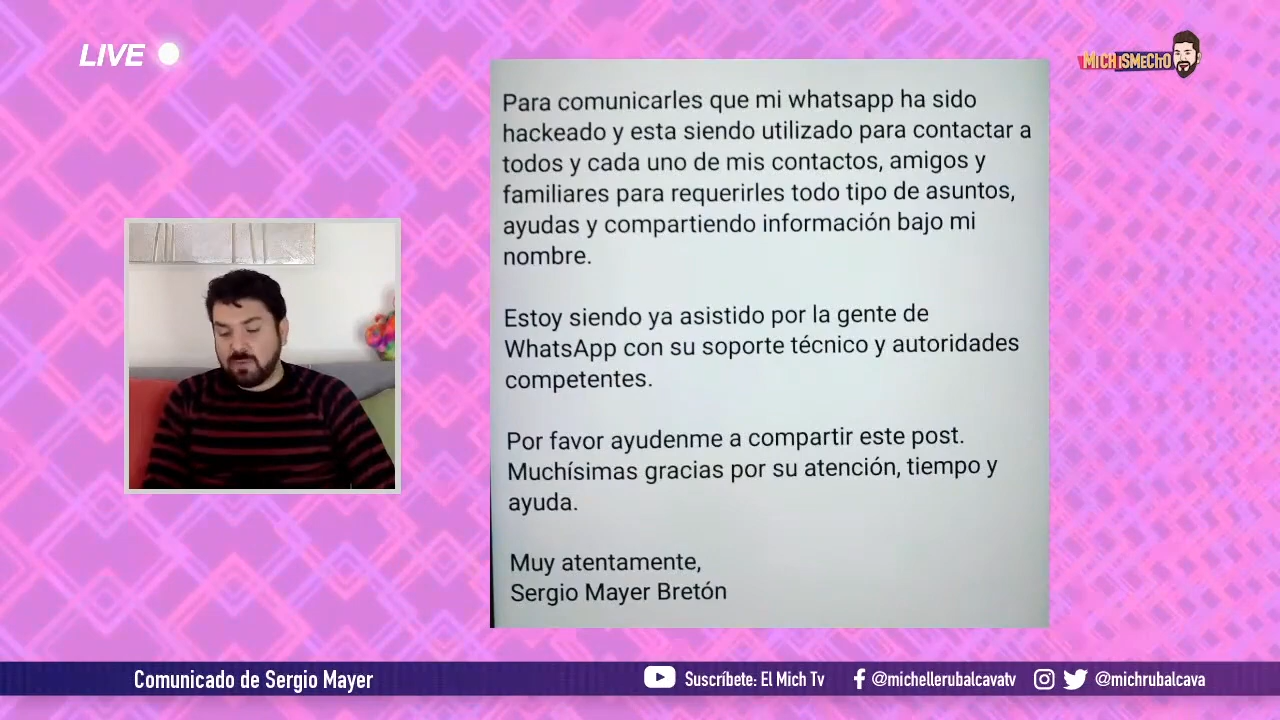 LIVE
MICHISMECITO
Para comunicarles que mi whatsapp ha sido
hackeado y esta siendo utilizado para contactar a
todos y cada uno de mis contactos, amigos y
familiares para requerirles todo tipo de asuntos,
ayudas y compartiendo información bajo mi
nombre.
Estoy siendo ya asistido por la gente de
WhatsApp con su soporte técnico y autoridades
competentes.
Por favor ayudenme a compartir este post.
Muchísimas gracias por su atención, tiempo y
ayuda.
Muy atentamente,
Sergio Mayer Bretón
Comunicado de Sergio Mayer
Suscríbete: El Mich Tv
@michellerubalcavatv
@michrubalcava